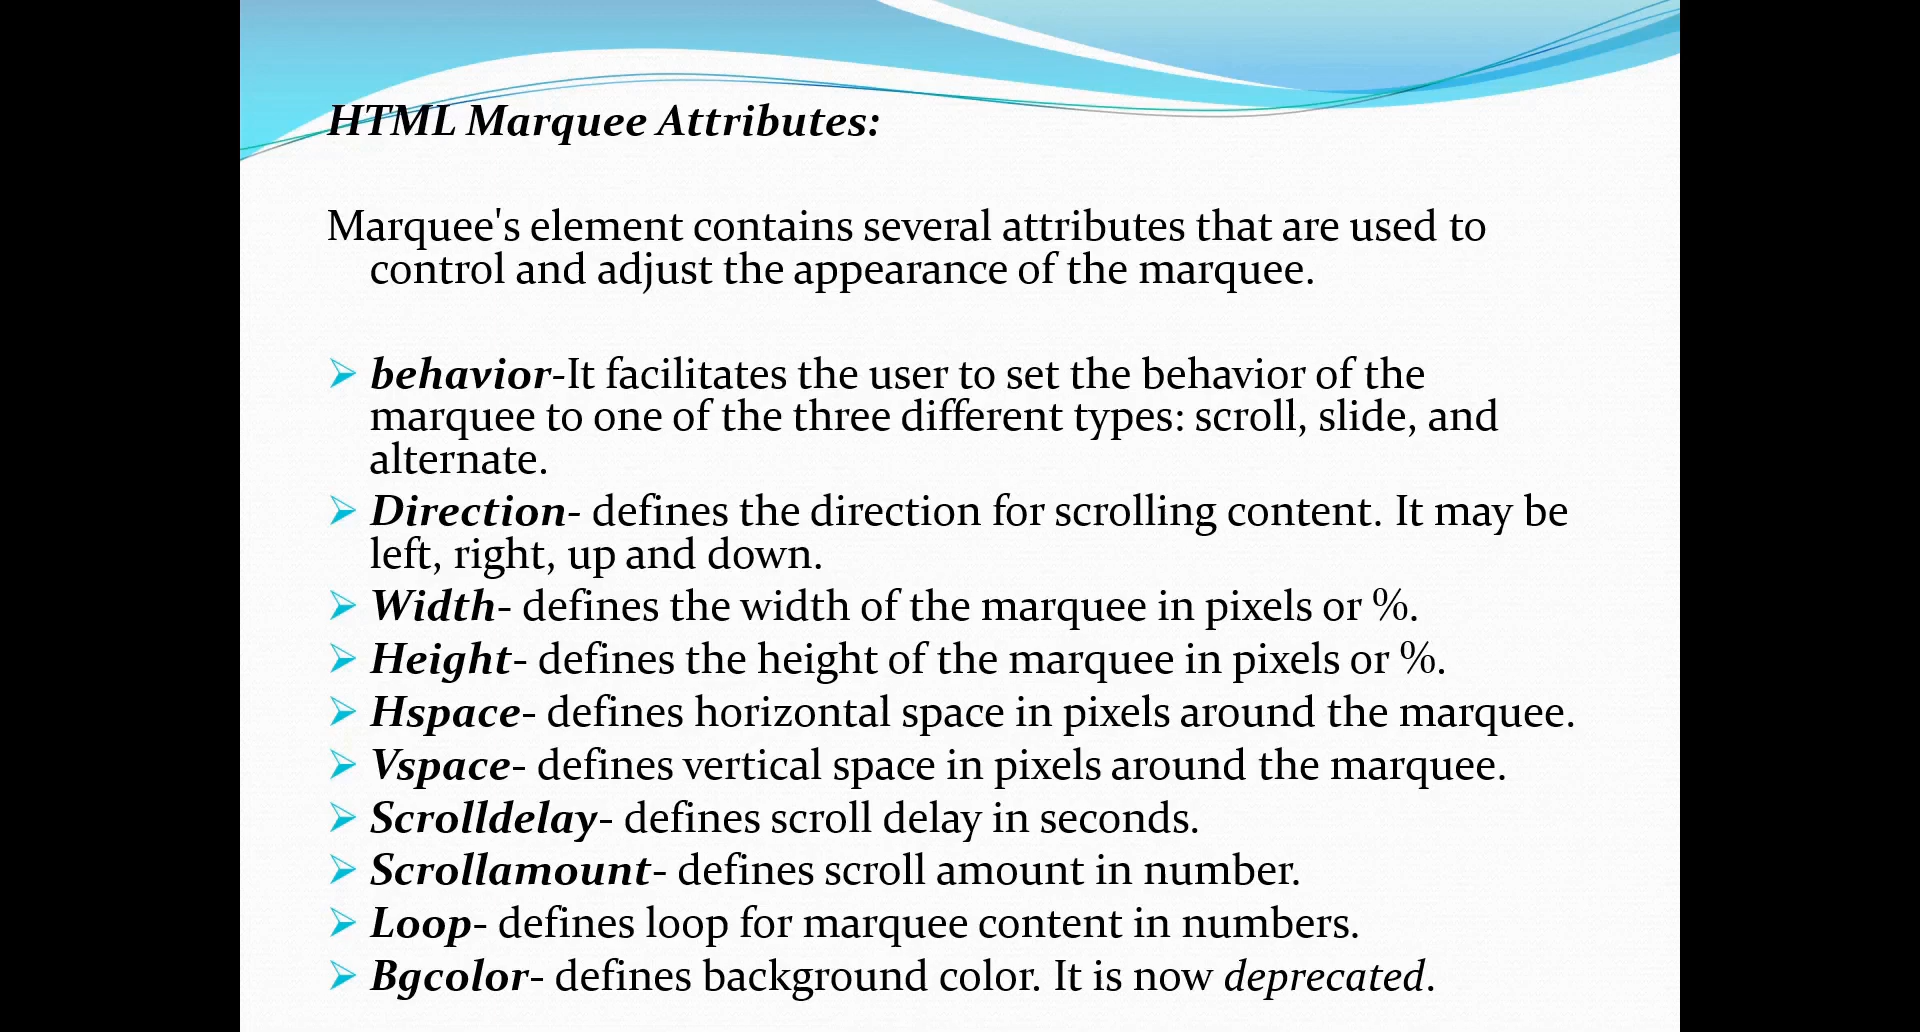 HTML Marquee Attributes:
Marquee's element contains several attributes that are used to
control and adjust the appearance of the marquee.
behavior-It facilitates the user to set the behavior of the
marquee to one of the three different types: scroll, slide, and
alternate.
Direction- defines the direction for scrolling content. It may be
left, right, up and down.
Width- defines the width of the marquee in pixels or %.
Height- defines the height of the marquee in pixels or %.
Hspace- defines horizontal space in pixels around the marquee.
Vspace- defines vertical space in pixels around the marquee.
Scrolldelay- defines scroll delay in seconds.
Scrollamount- defines scroll amount in number.
Loop- defines loop for marquee content in numbers.
Bgcolor- defines background color. It is now deprecated.